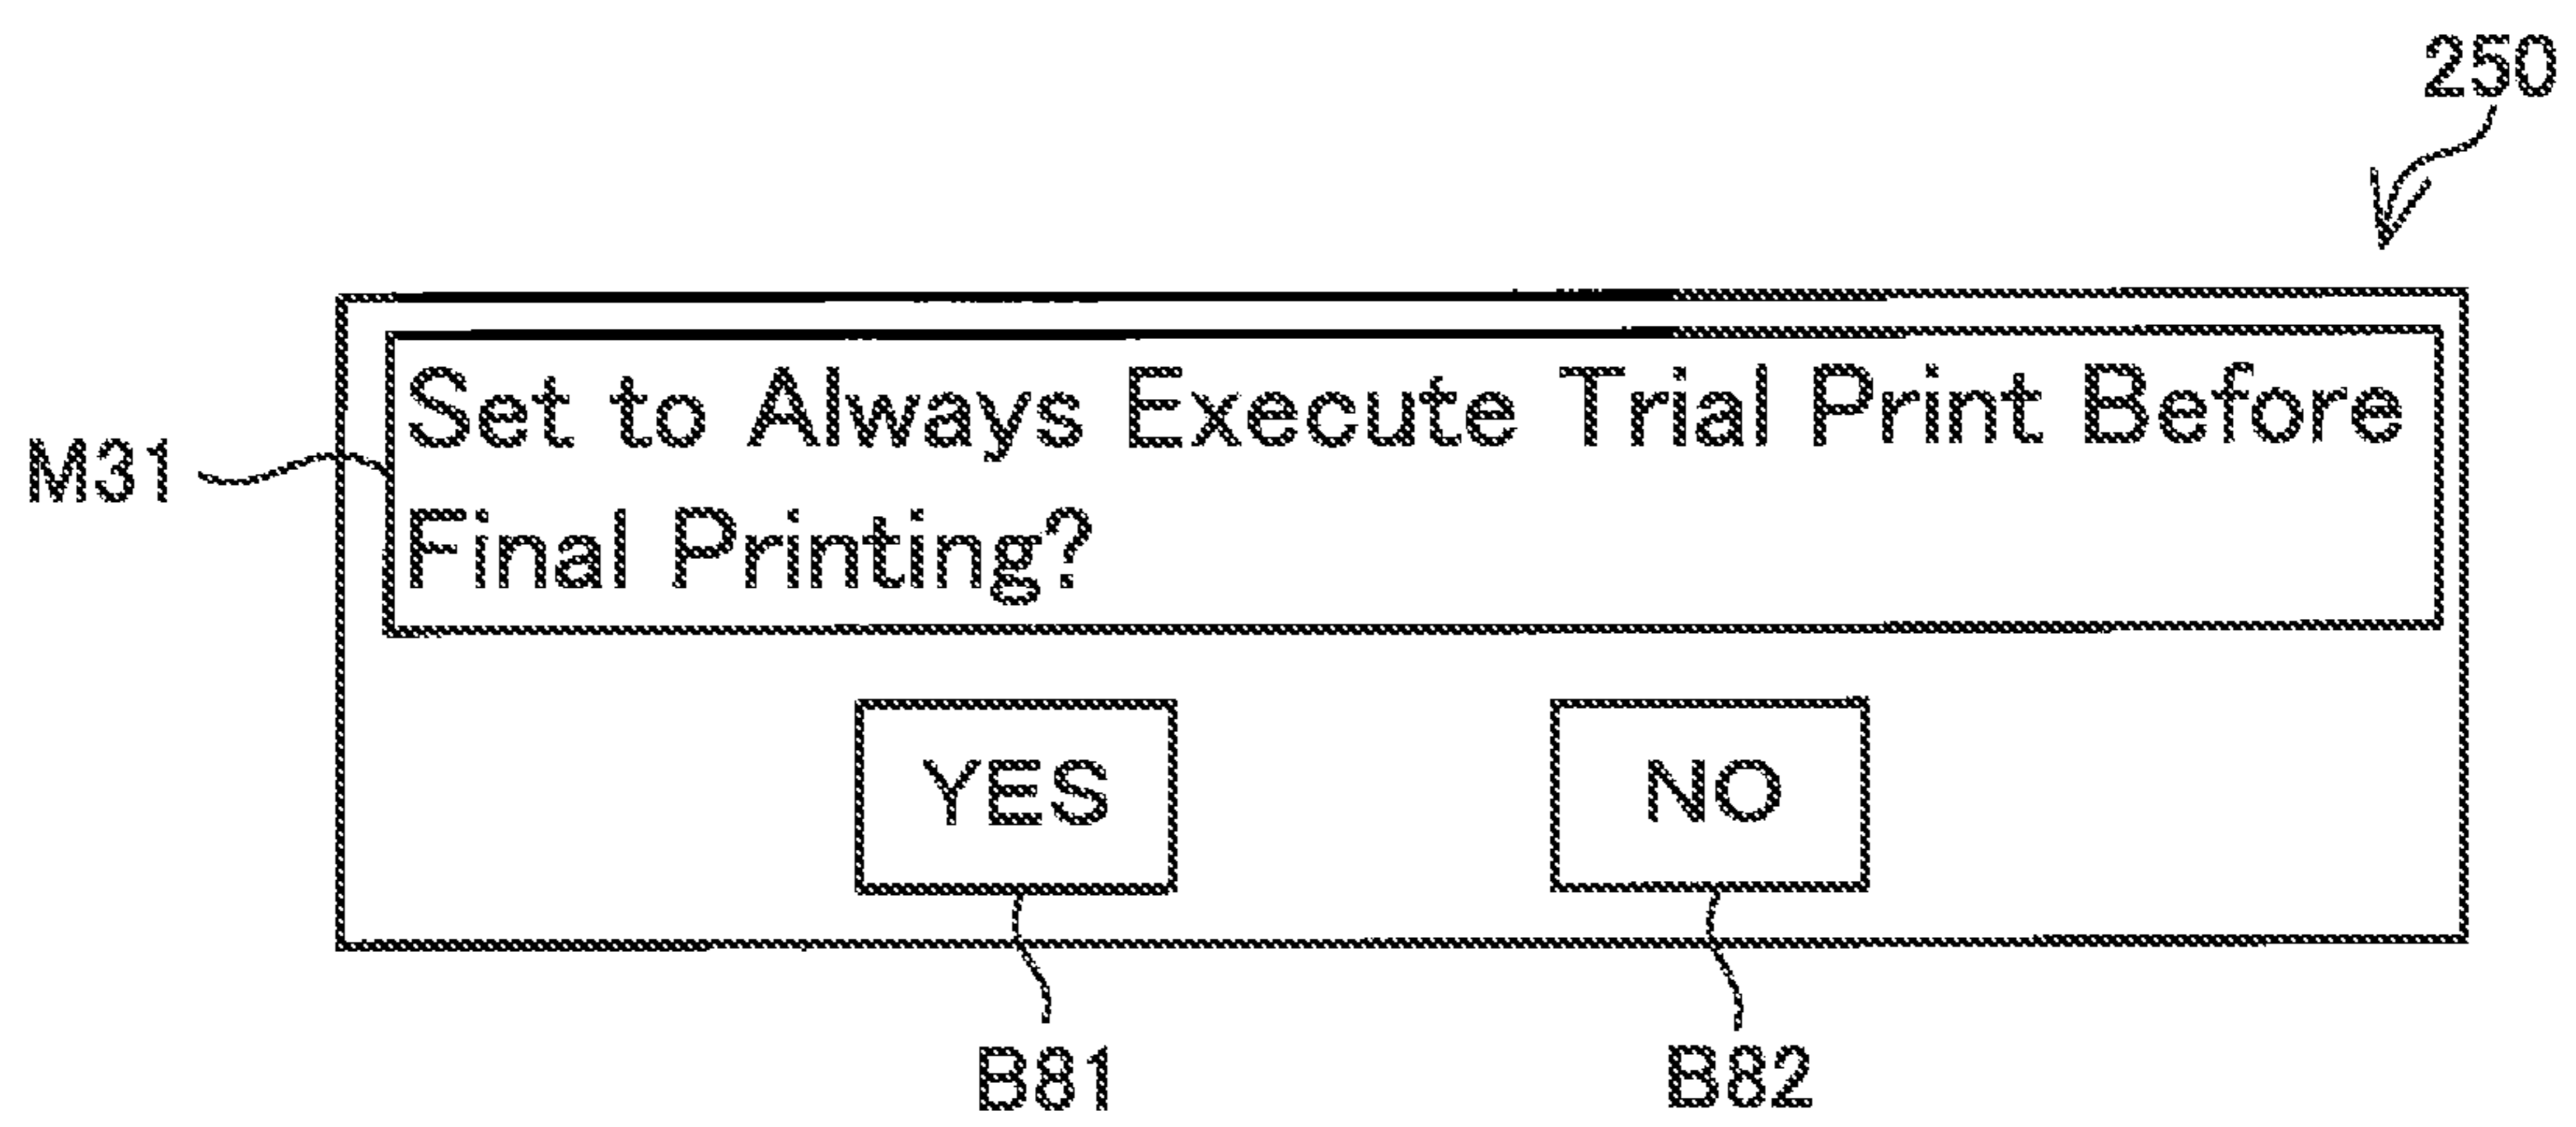 250
Set to Always Execute Trial Print Before
M31
Final Printing?
YES NO
B81 B82